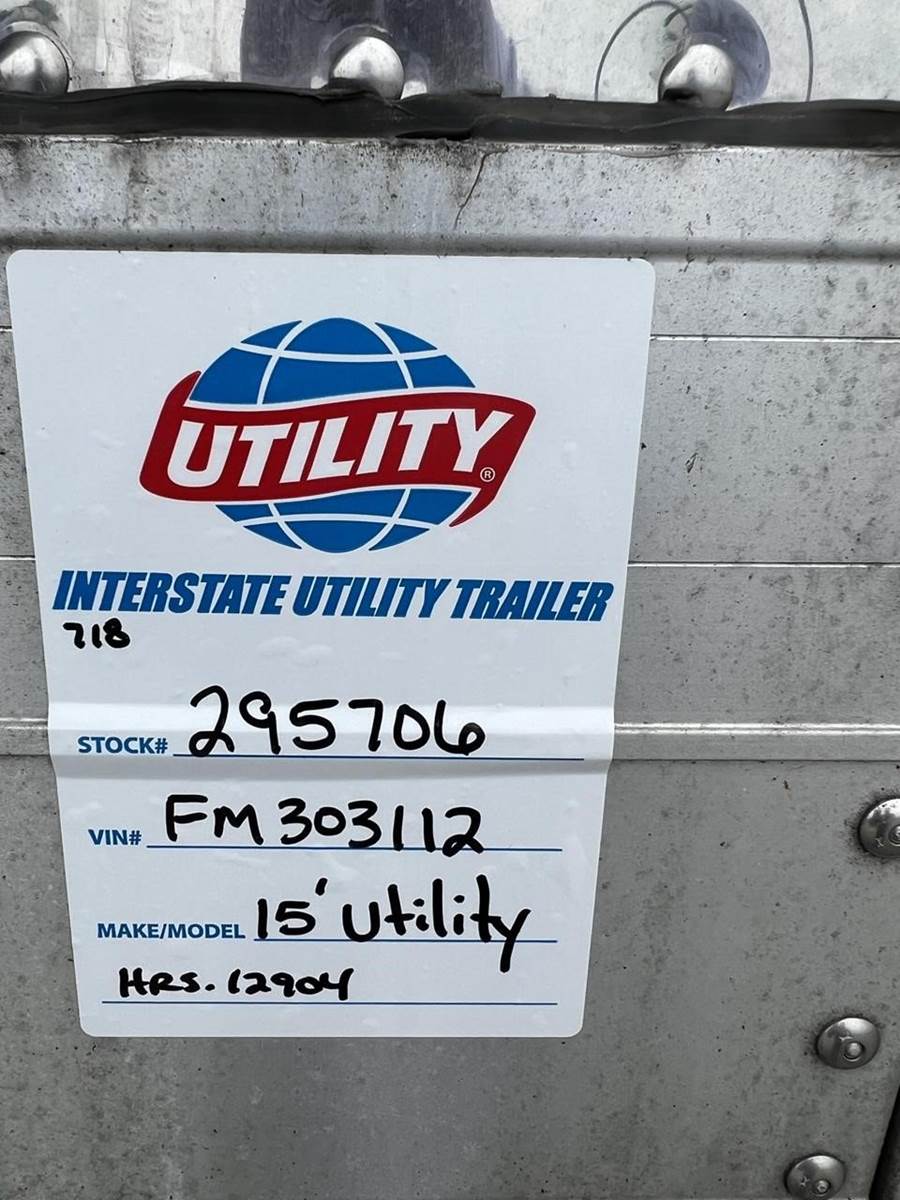 UTILITY®
INTERSTATE UTILITY TRAILER
718
STOCK# 295706
VIN# FM303112
MAKE/MODEL 15' Utility
HRS. 12904